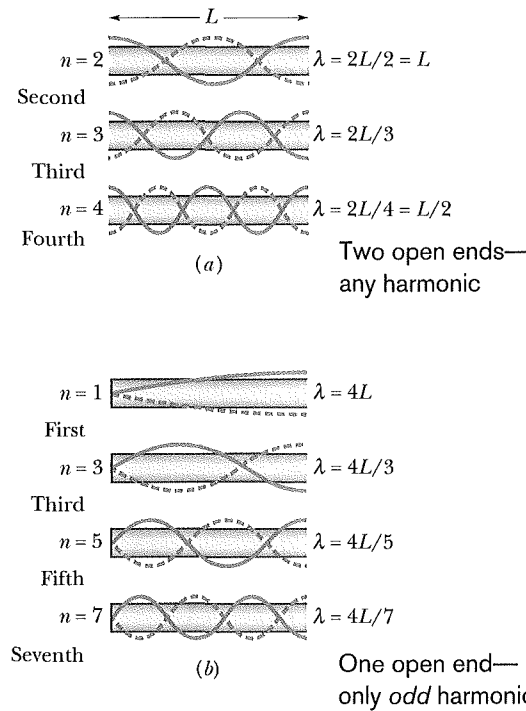 L
n = 2 λ = 2L/2 = L
Second
n = 3 λ = 2L/3
Third
n = 4 λ = 2L/4 = L/2
Fourth
(a)
Two open ends—
any harmonic
n = 1 λ = 4L
First
n = 3 λ = 4L/3
Third
n = 5 λ = 4L/5
Fifth
n = 7 λ = 4L/7
Seventh
(b)
One open end—
only odd harmonic